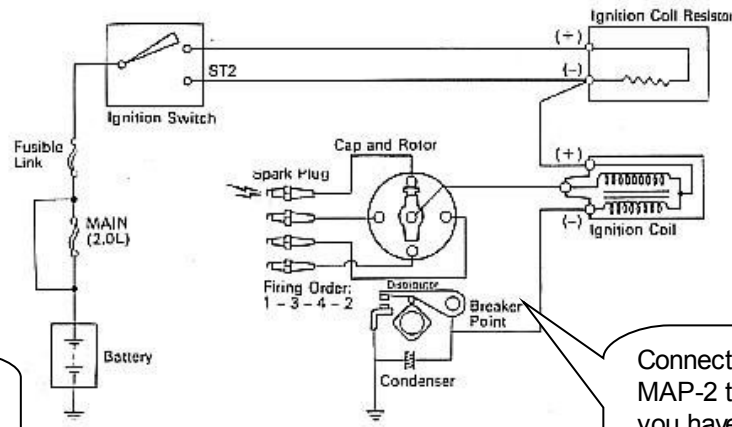 Ignition Coil Resistor
(+)
(-)
ST2
Ignition Switch
Fusible
Link
Cap and Rotor
Spark Plug
(+)
(-)
Ignition Coil
MAIN
(2.0L)
Firing Order:
1 - 3 - 4 - 2
Distributor
Breaker
Point
Battery
Condenser
Connect
MAP-2 t
you have